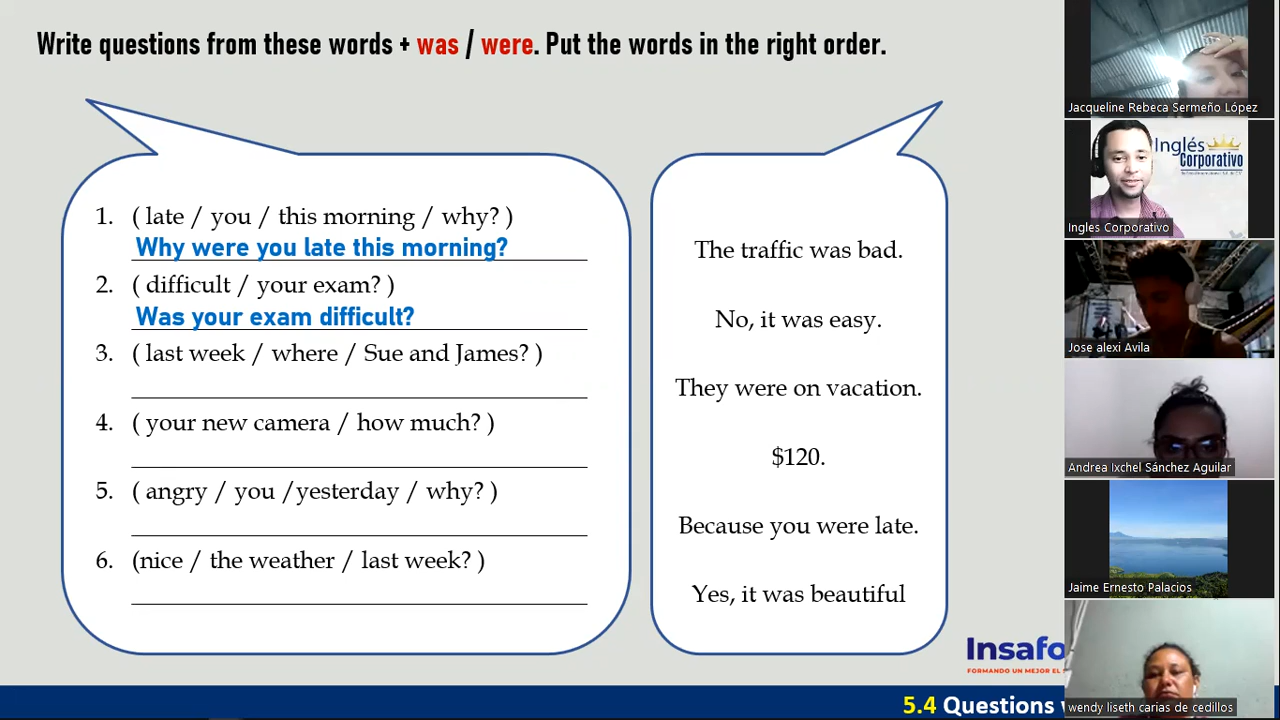 Write questions from these words + was / were. Put the words in the right order.
1. ( late / you / this morning / why? )
Why were you late this morning?
2. ( difficult / your exam? )
Was your exam difficult?
3. ( last week / where / Sue and James? )
4. ( your new camera / how much? )
5. ( angry / you /yesterday / why? )
6. (nice / the weather / last week? )
The traffic was bad.
No, it was easy.
They were on vacation.
$120.
Because you were late.
Yes, it was beautiful
Insafo
FORMANDO UN MEJOR EL
5.4 Questions
Jacqueline Rebeca Sermeño López
Inglés
Corporativo
Ingles Corporativo
Jose alexi Avila
Andrea Ixchel Sánchez Aguilar
Jaime Ernesto Palacios
wendy liseth carias de cedillos